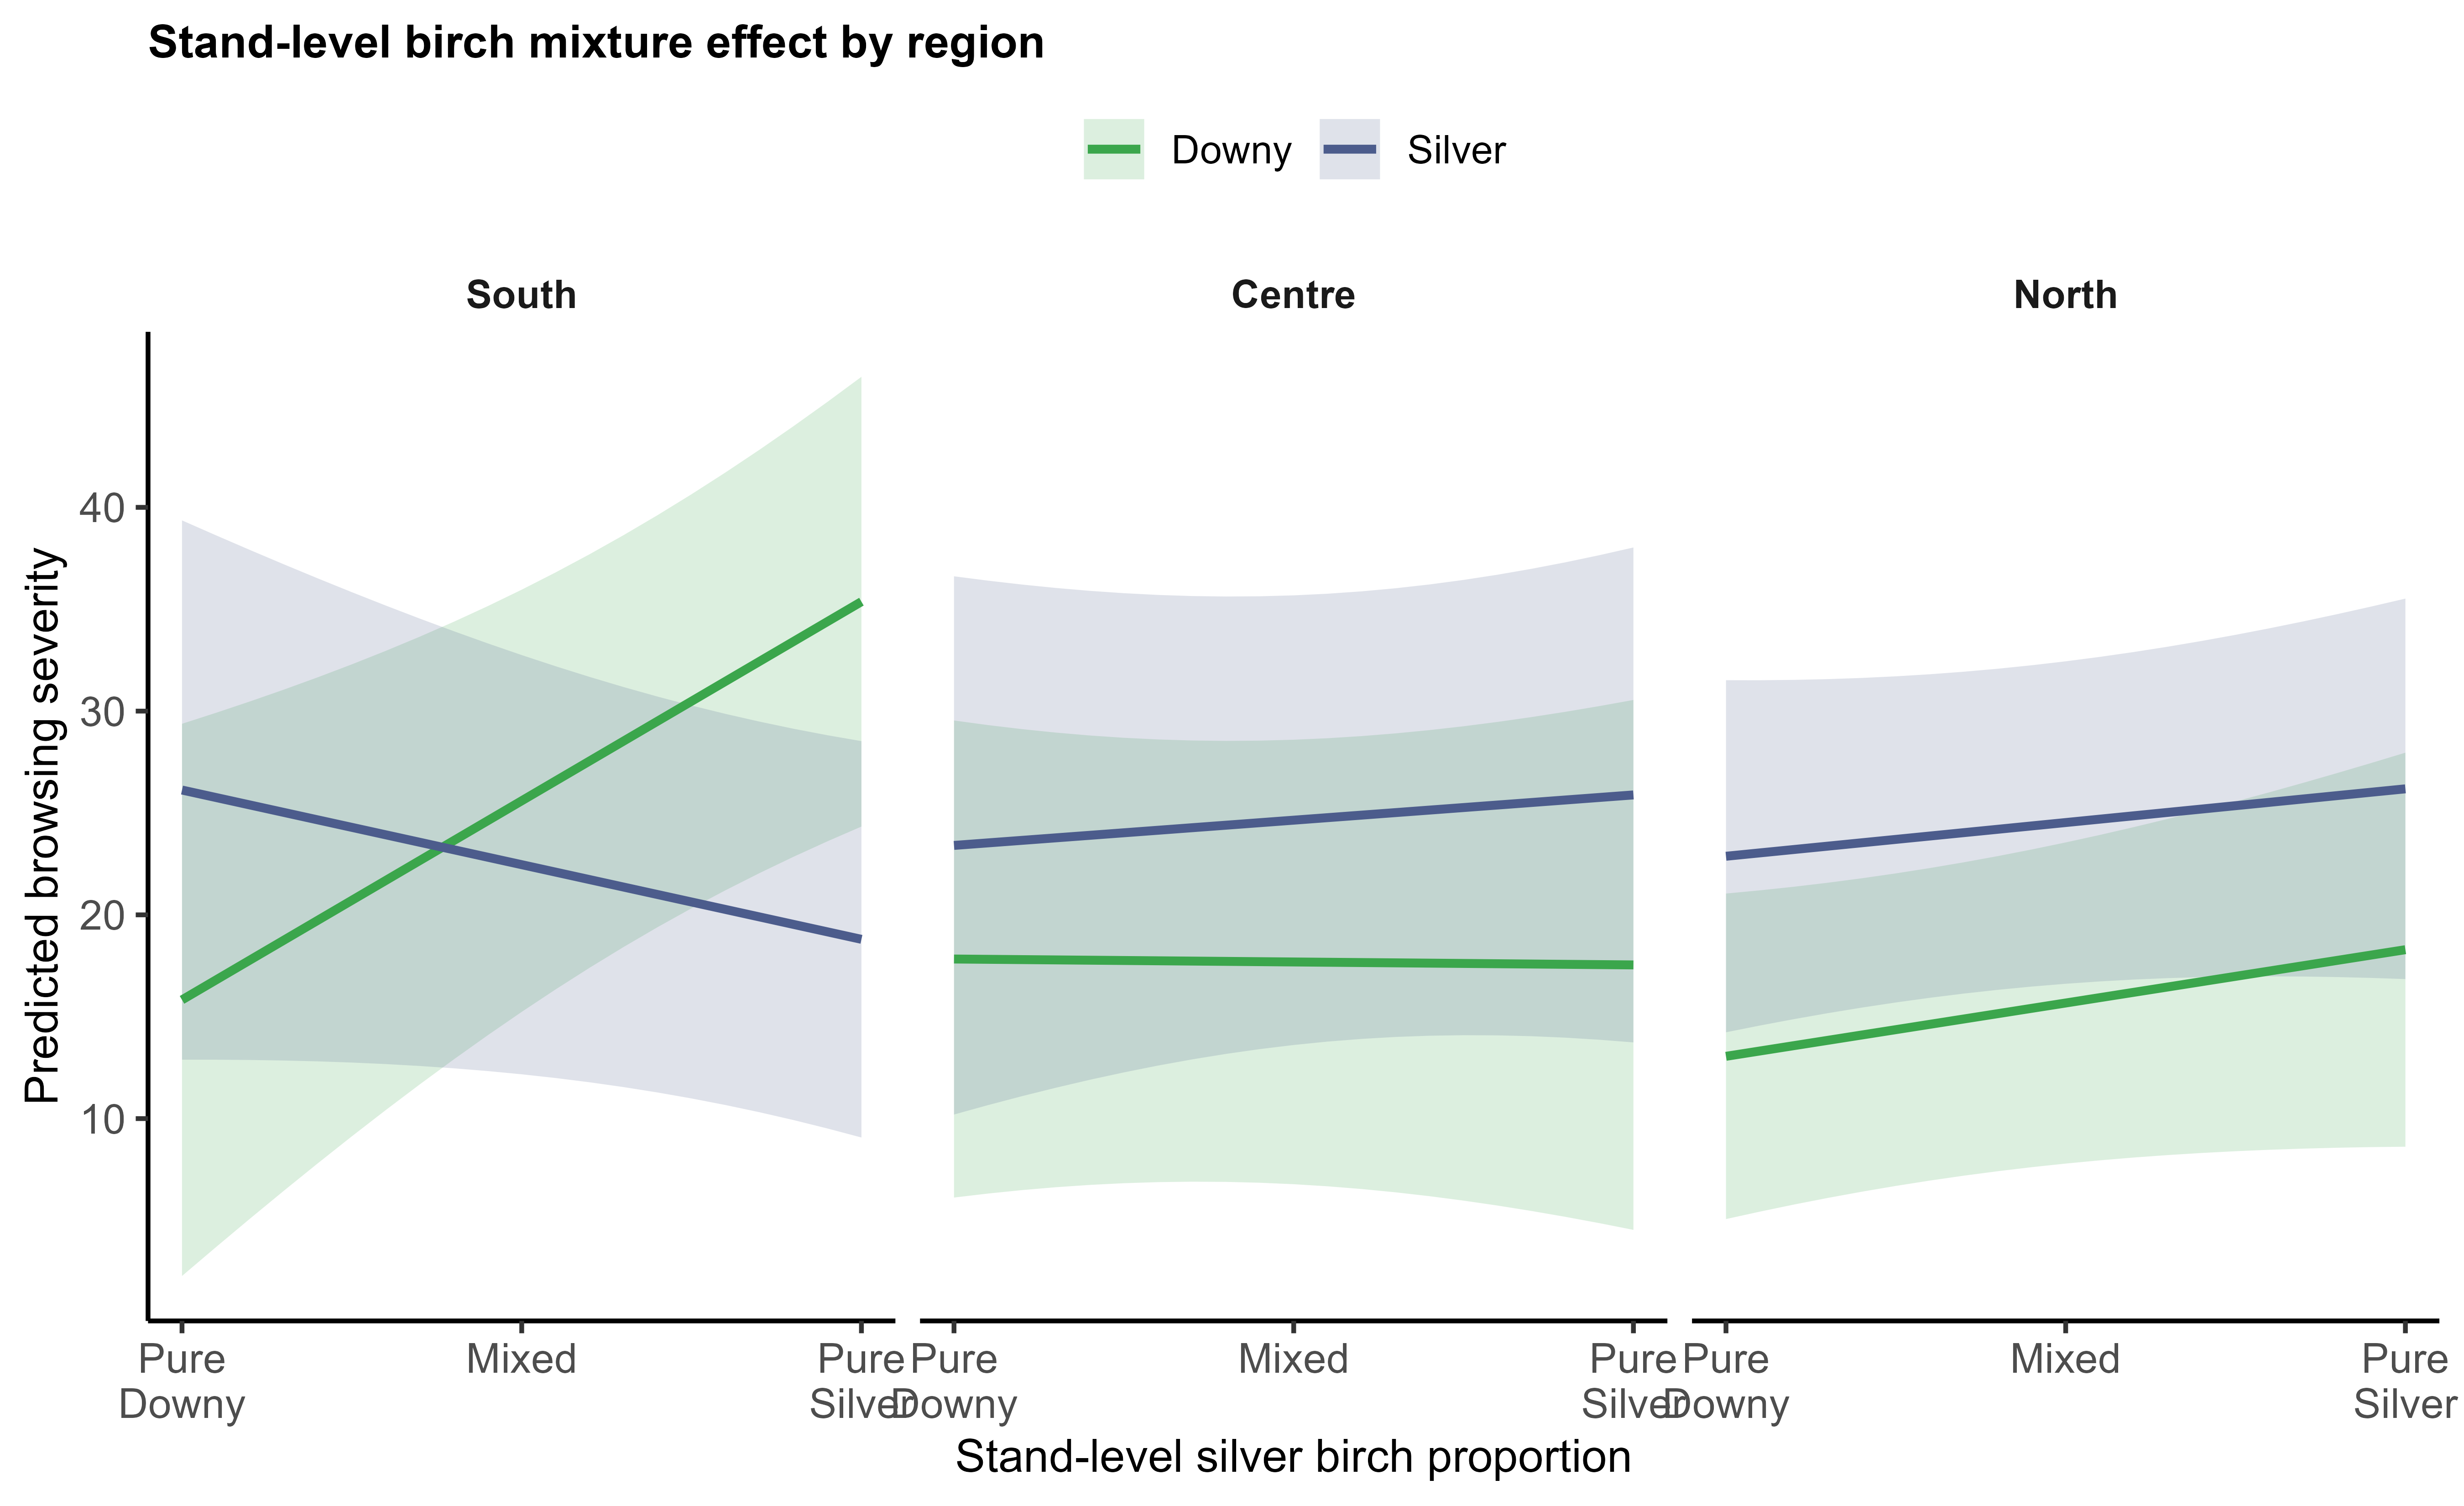 Stand-level birch mixture effect by region
Downy Silver
South Centre North
Predicted browsing severity
40
30
20
10
Pure Downy
Mixed
Pure Silver
Pure Downy
Mixed
Pure Silver
Pure Downy
Mixed
Pure Silver
Stand-level silver birch proportion